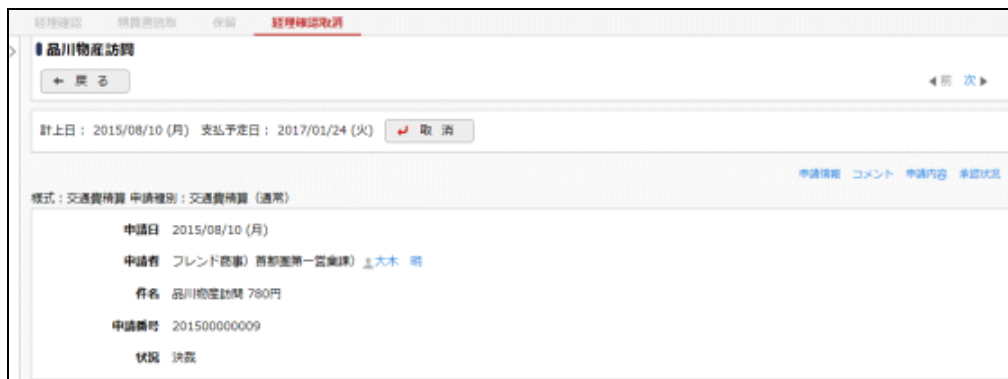 経理確認 精算書読取 保留 経理確認取消
品川物産訪問
← 戻 る
◀前 次▶
計上日： 2015/08/10 (月) 支払予定日： 2017/01/24 (火) 取 消
申請情報 コメント 申請内容 承認状況
様式：交通費精算 申請種別：交通費精算（通常）
申請日 2015/08/10 (月)
申請者 フレンド商事）首都圏第一営業課）大木 明
件名 品川物産訪問 780円
申請番号 201500000009
状況 決裁